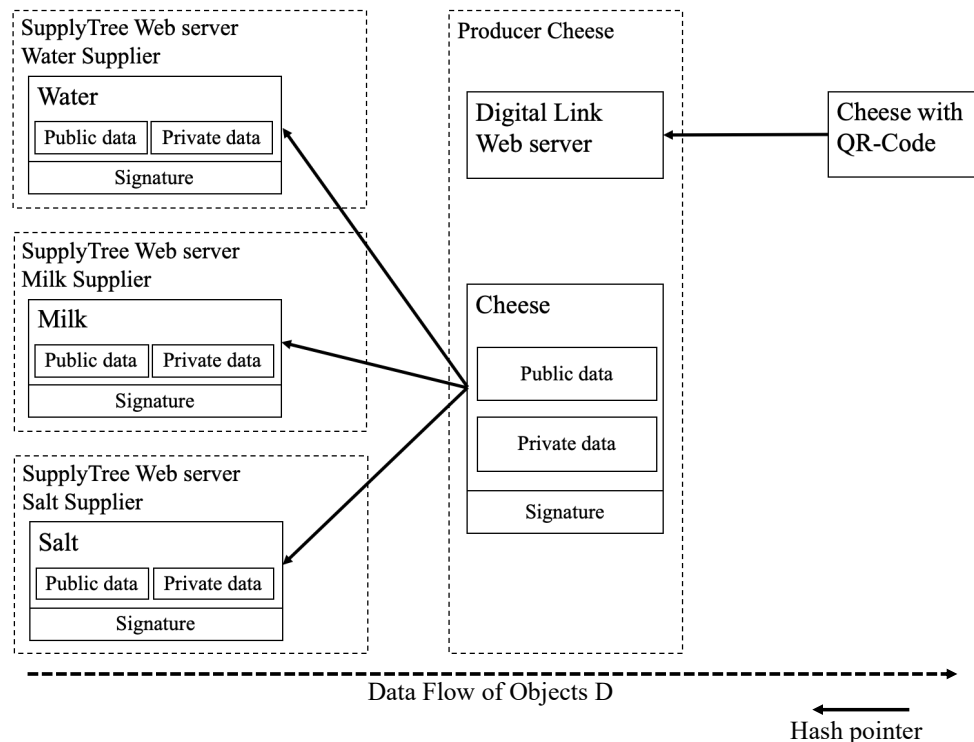 SupplyTree Web server
Water Supplier
Water
Public data
Private data
Signature
SupplyTree Web server
Milk Supplier
Milk
Public data
Private data
Signature
SupplyTree Web server
Salt Supplier
Salt
Public data
Private data
Signature
Producer Cheese
Digital Link
Web server
Cheese
Public data
Private data
Signature
Cheese with
QR-Code
Data Flow of Objects D
Hash pointer